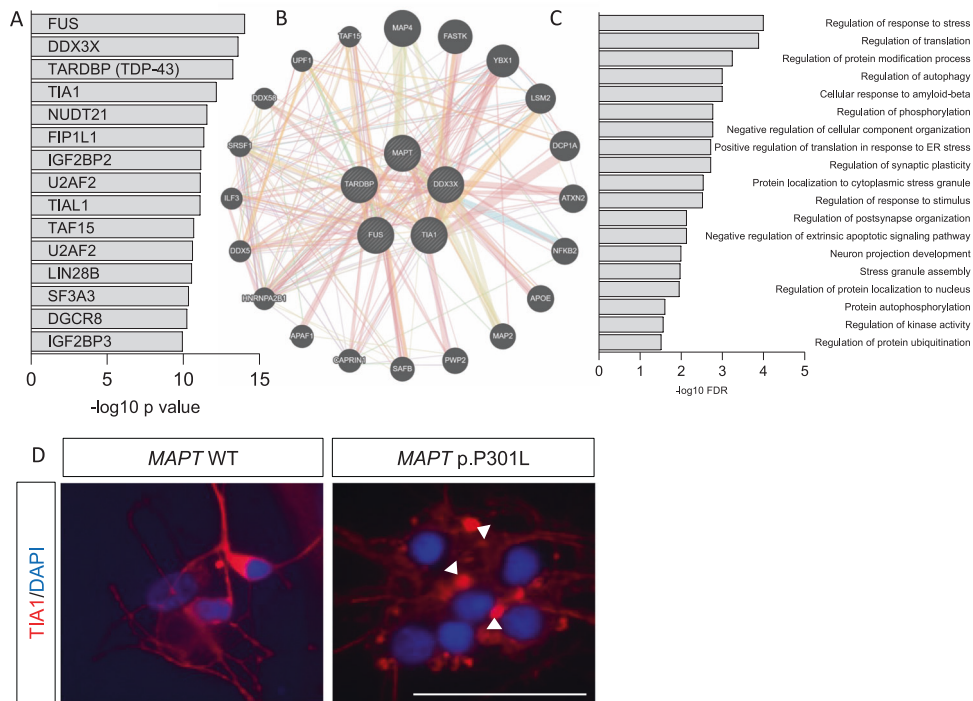 A
FUS
DDX3X
TARDBP (TDP-43)
TIA1
NUDT21
FIP1L1
IGF2BP2
U2AF2
TIAL1
TAF15
U2AF2
LIN28B
SF3A3
DGCR8
IGF2BP3
0 5 10 15
-log10 p value
B
MAP4
FASTK
TAF15
YBX1
UPF1
LSM2
DDX58
DCP1A
SRSF1
MAPT
TARDBP
DDX3X
ILF3
ATXN2
FUS
TIA1
DDX5
NFKB2
HNRNPA2B1
APOE
APAF1
MAP2
CAPRIN1
SAFB
PWP2
C
Regulation of response to stress
Regulation of translation
Regulation of protein modification process
Regulation of autophagy
Cellular response to amyloid-beta
Regulation of phosphorylation
Negative regulation of cellular component organization
Positive regulation of translation in response to ER stress
Regulation of synaptic plasticity
Protein localization to cytoplasmic stress granule
Regulation of response to stimulus
Regulation of postsynapse organization
Negative regulation of extrinsic apoptotic signaling pathway
Neuron projection development
Stress granule assembly
Regulation of protein localization to nucleus
Protein autophosphorylation
Regulation of kinase activity
Regulation of protein ubiquitination
0 1 2 3 4 5
-log10 FDR
D
MAPT WT
MAPT p.P301L
TIA1/DAPI